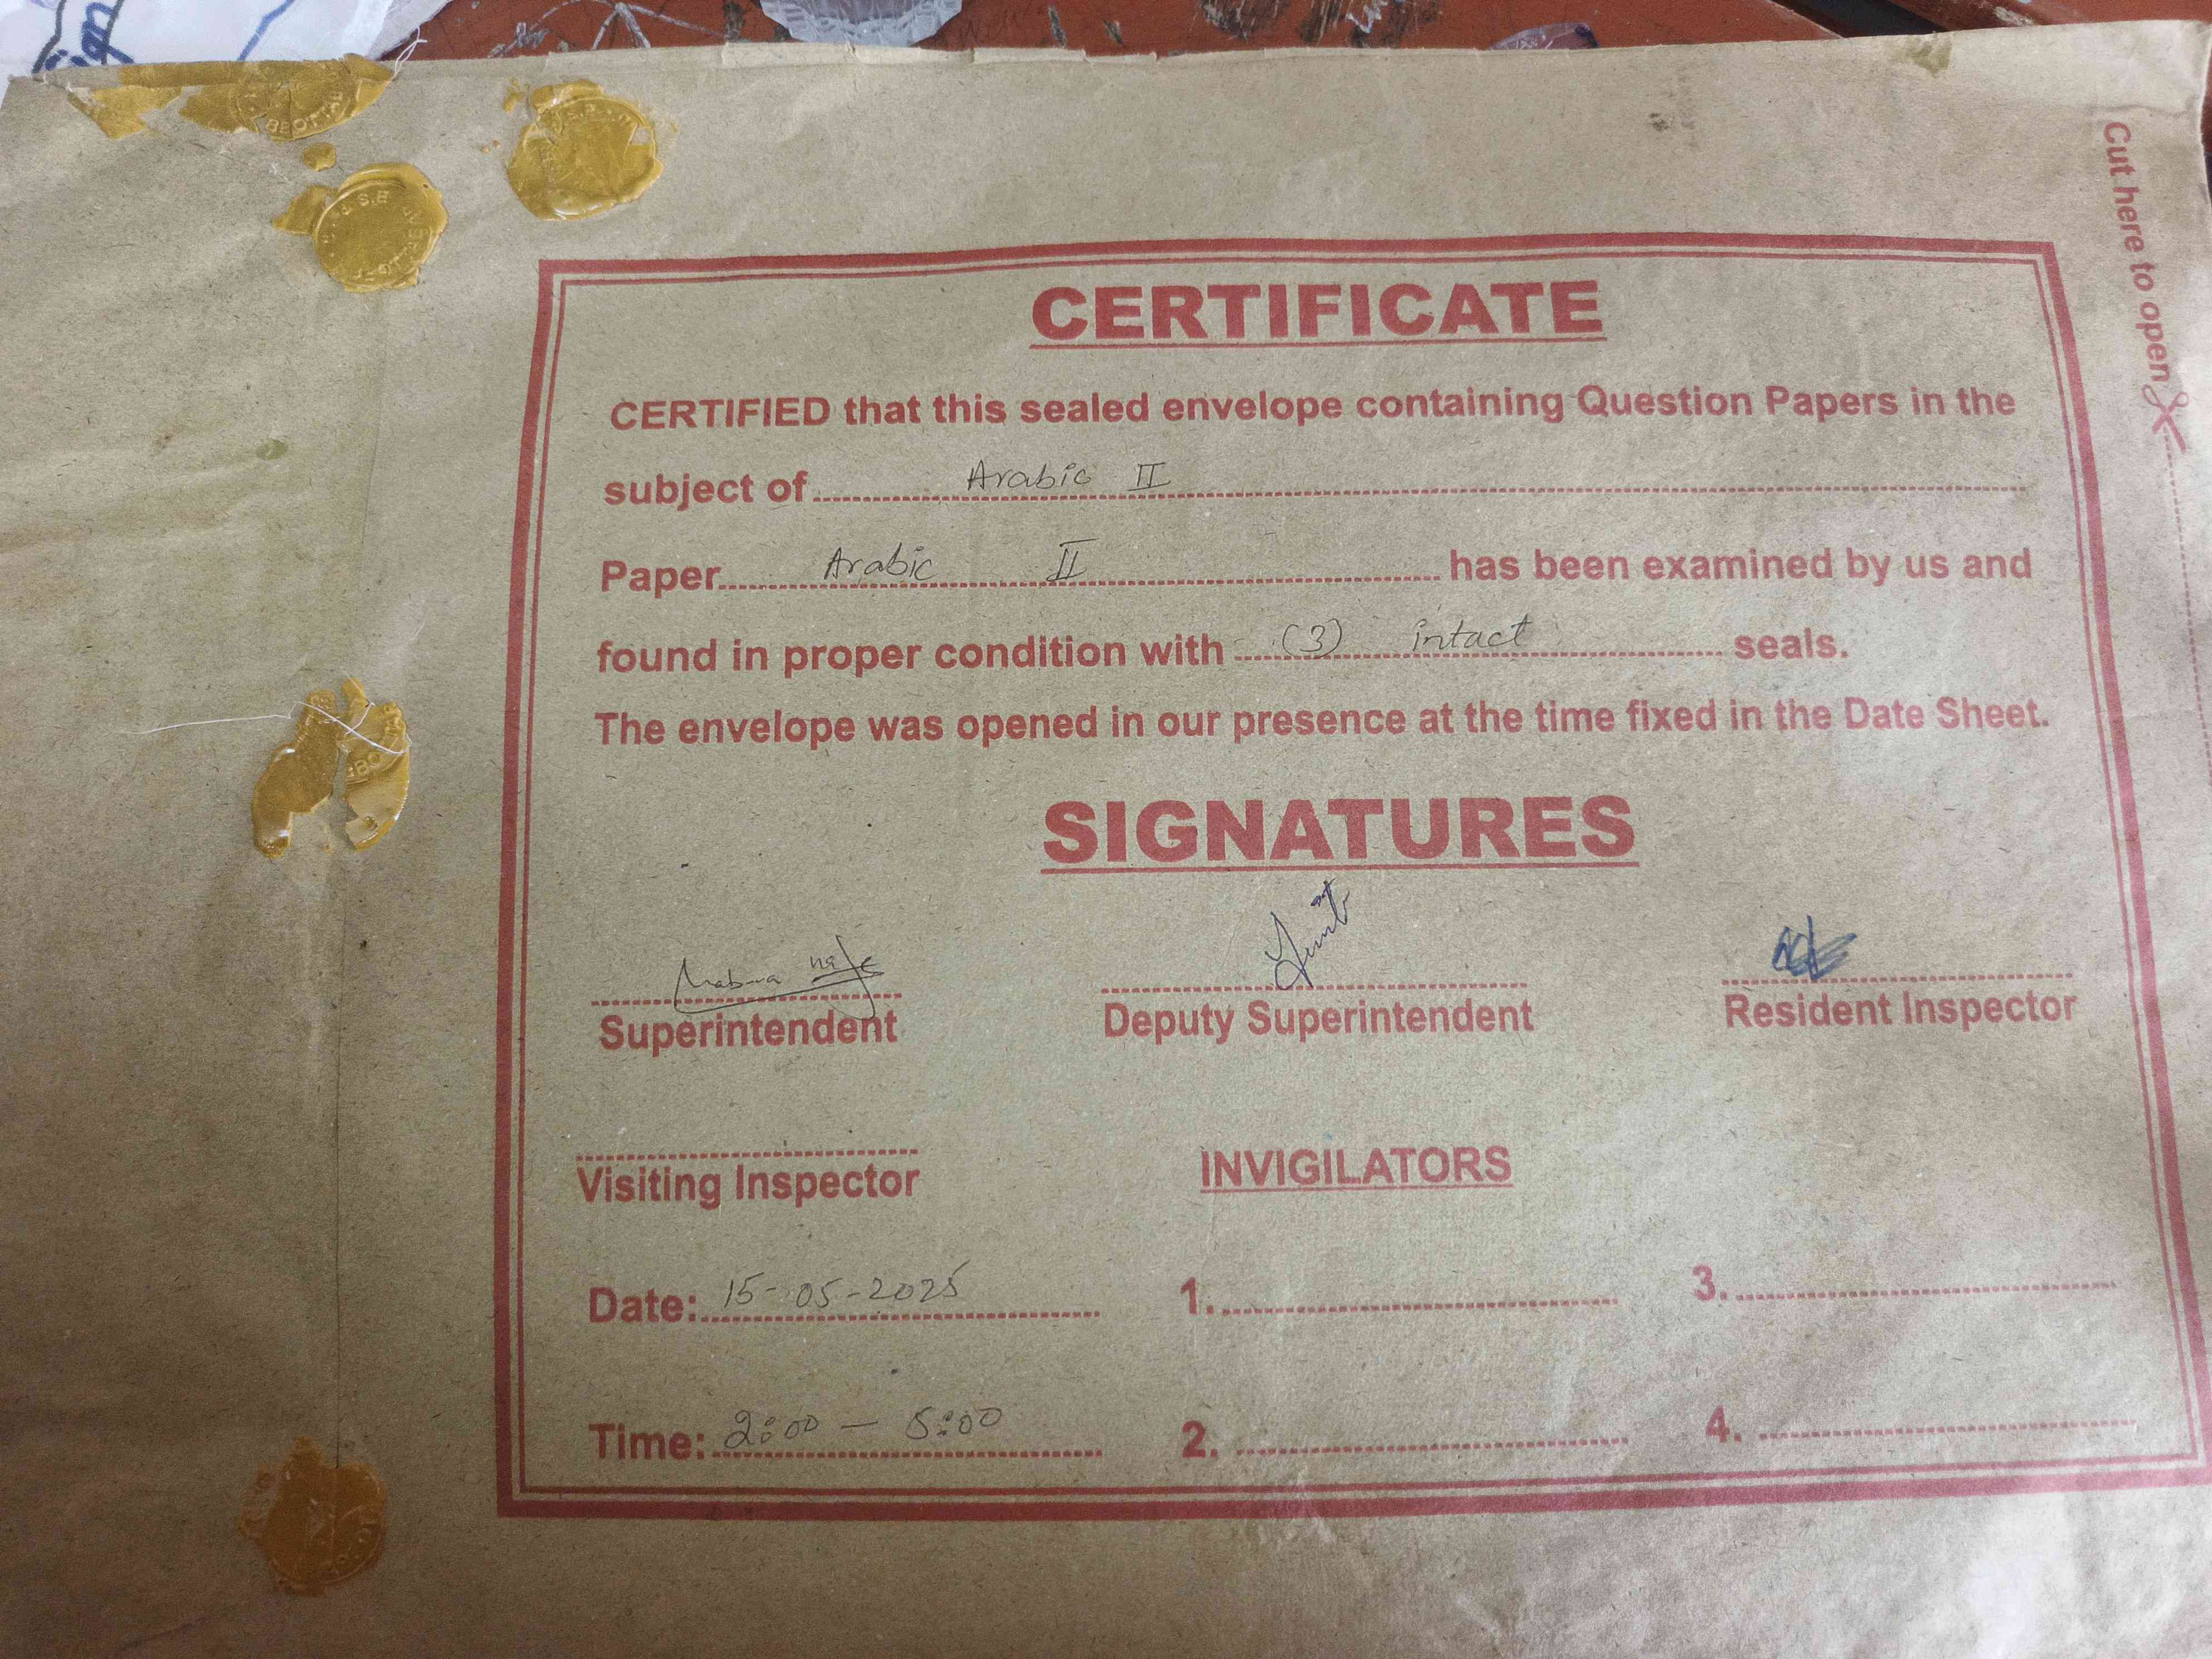 ign
Cut here to open
CERTIFICATE
CERTIFIED that this sealed envelope containing Question Papers in the
subject of Arabic II
Paper Arabic II has been examined by us and
found in proper condition with (3) intact seals.
The envelope was opened in our presence at the time fixed in the Date Sheet.
SIGNATURES
Superintendent Deputy Superintendent Resident Inspector
Visiting Inspector INVIGILATORS
Date: 15-05-2025 1. 3.
Time: 2:00 - 5:00 2. 4.